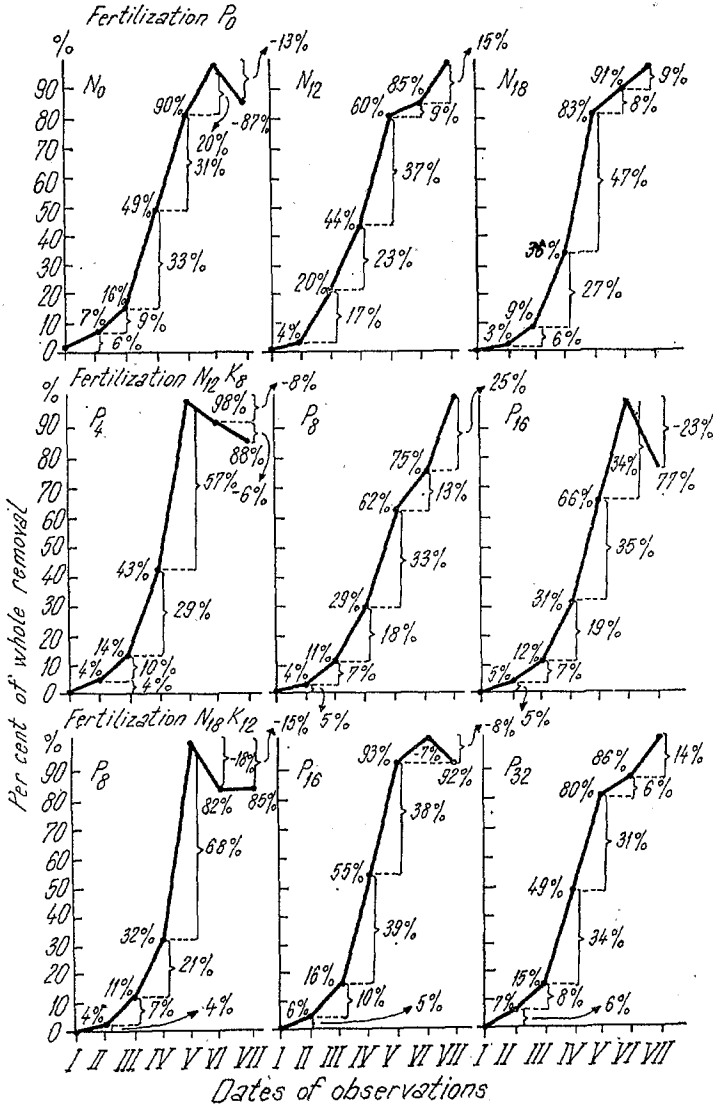 Fertilization P0
% -13% 15%
N0 N12 N18
90 80 70 60 50 40 30 20 10 0
7% 16% 49% 90% 6% 9% 33% 31% 20% -87%
4% 20% 44% 60% 85% 17% 23% 37% 9%
3% 9% 36% 83% 91% 6% 27% 47% 8% 9%
Fertilization N12 K8
% -8% 25%
P4 P8 P16
90 80 70 60 50 40 30 20 10 0
4% 14% 43% 98% 88% 4% 10% 29% 57% -6%
4% 11% 29% 62% 75% 5% 7% 18% 33% 13%
5% 12% 31% 66% 77% 5% 7% 19% 35% 34% -23%
Fertilization N18 K12
% -15% -8%
P8 P16 P32
90 80 70 60 50 40 30 20 10 0
4% 11% 32% 82% 85% 4% 7% 21% 68% -18%
6% 16% 55% 93% 92% 5% 10% 39% 38% -7%
7% 15% 49% 80% 86% 6% 8% 34% 31% 6% 14%
I II III IV V VI VII I II III IV V VI VII I II III IV V VI VII
Dates of observations
Per cent of whole removal